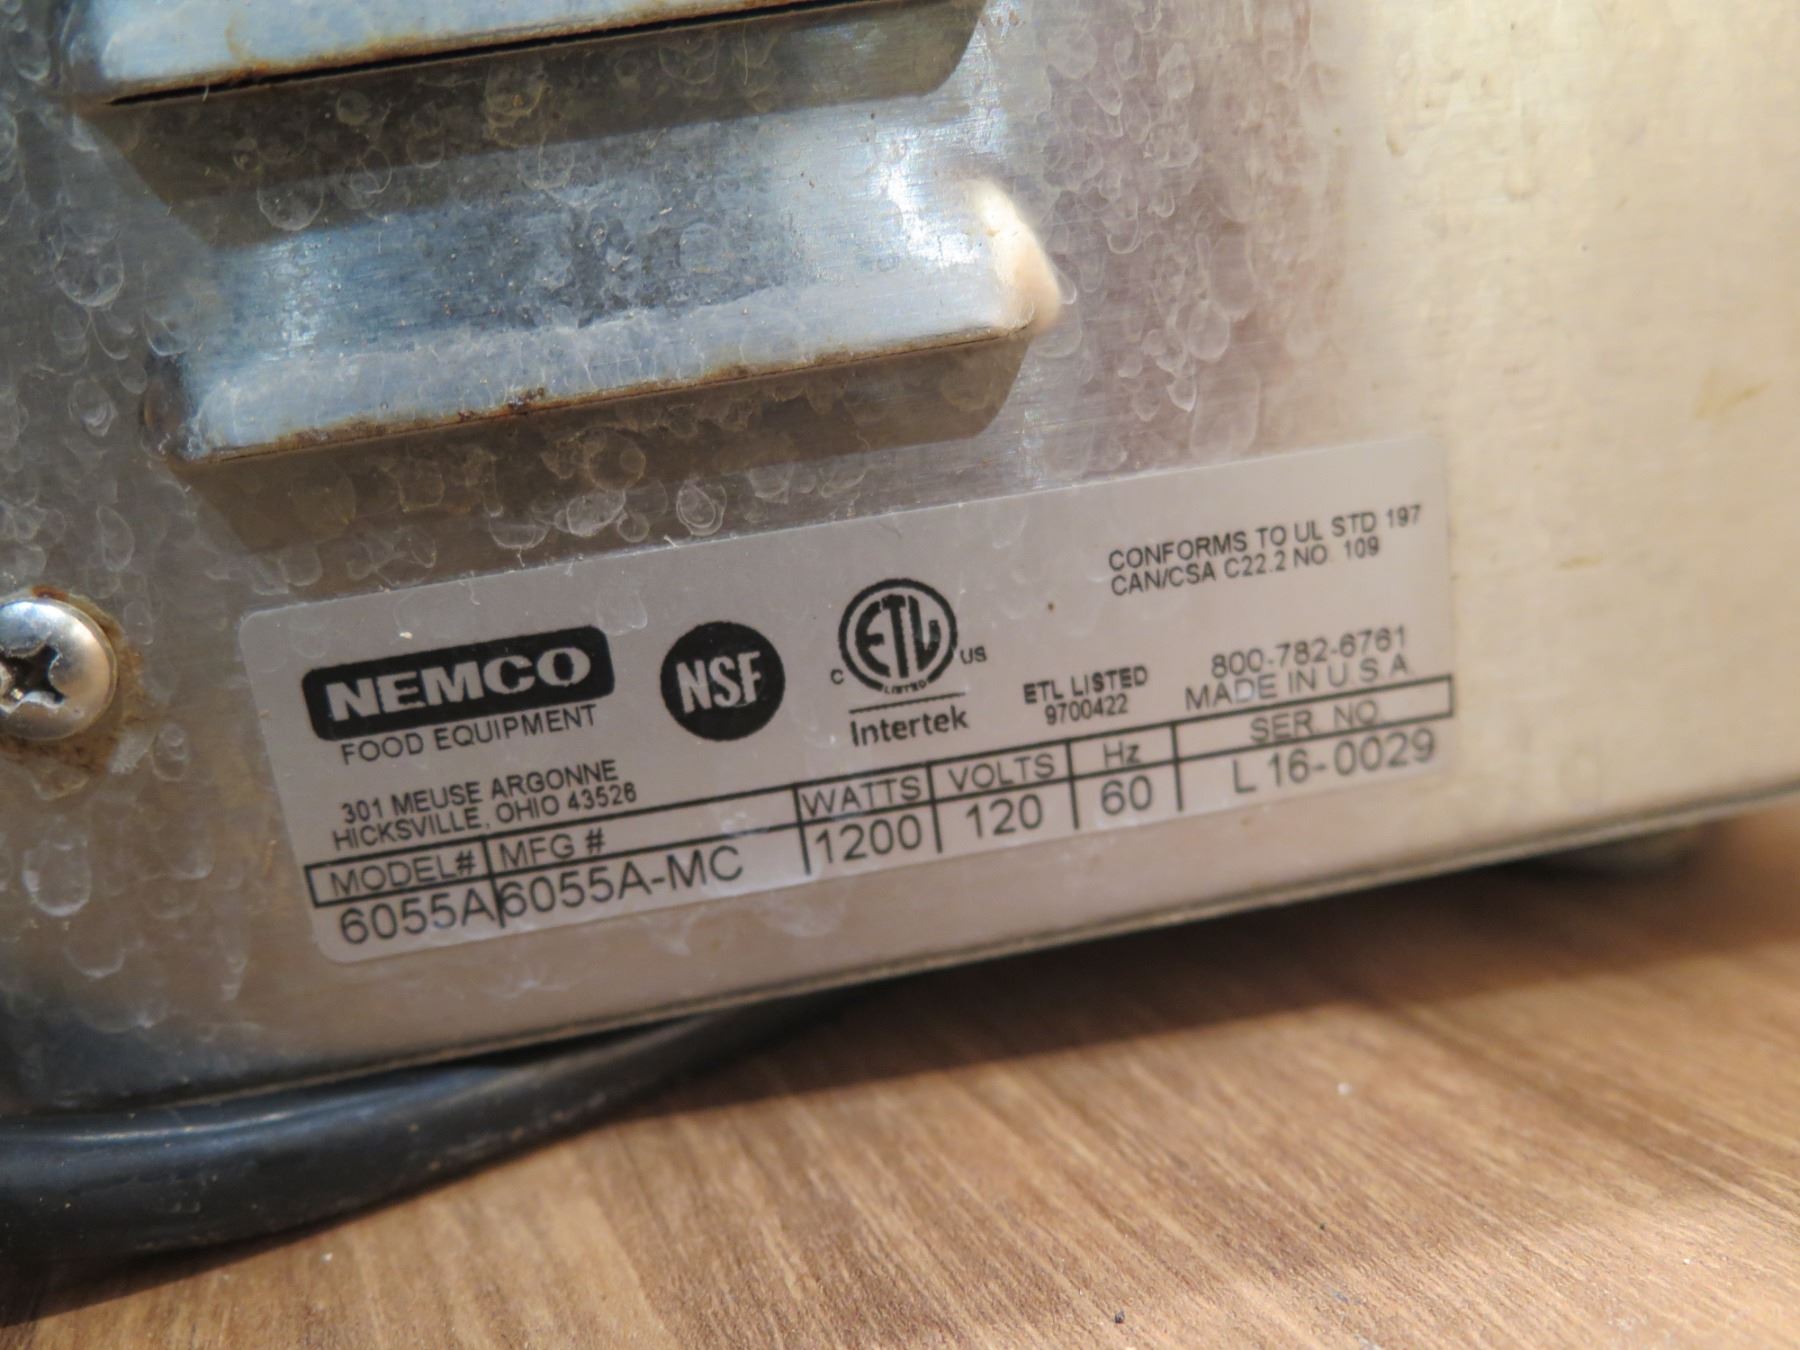 NEMCO
FOOD EQUIPMENT
301 MEUSE ARGONNE
HICKSVILLE, OHIO 43526
NSF
C ETL US
LISTED
Intertek
ETL LISTED
9700422
CONFORMS TO UL STD 197
CAN/CSA C22.2 NO. 109
800-782-6761
MADE IN U.S.A.
MODEL# MFG # WATTS VOLTS Hz SER. NO.
6055A 6055A-MC 1200 120 60 L 16-0029